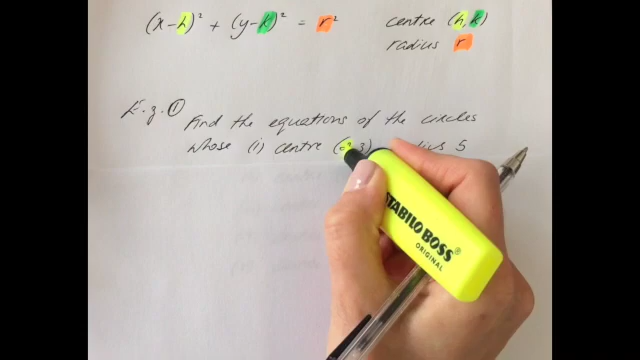 (x-h)² + (y-k)² = r² centre (h, k)
radius r
E.g. ① Find the equations of the circles
whose (i) centre ( 3) radius 5
STABILO BOSS
ORIGINAL